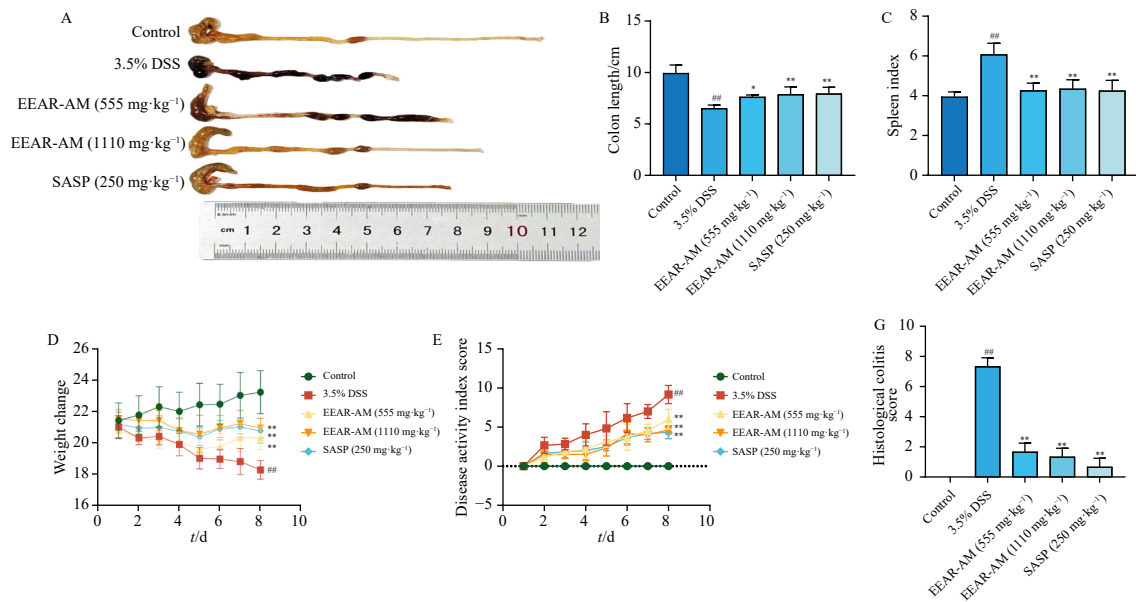 A
Control
3.5% DSS
EEAR-AM (555 mg·kg⁻¹)
EEAR-AM (1110 mg·kg⁻¹)
SASP (250 mg·kg⁻¹)
cm 1 2 3 4 5 6 7 8 9 10 11 12
B
Colon length/cm
15
10
5
0
##
*
**
**
Control
3.5% DSS
EEAR-AM (555 mg·kg⁻¹)
EEAR-AM (1110 mg·kg⁻¹)
SASP (250 mg·kg⁻¹)
C
Spleen index
8
6
4
2
0
##
**
**
**
Control
3.5% DSS
EEAR-AM (555 mg·kg⁻¹)
EEAR-AM (1110 mg·kg⁻¹)
SASP (250 mg·kg⁻¹)
D
Weight change
26
24
22
20
18
16
0 2 4 6 8 10
t/d
**
**
**
##
Control
3.5% DSS
EEAR-AM (555 mg·kg⁻¹)
EEAR-AM (1110 mg·kg⁻¹)
SASP (250 mg·kg⁻¹)
E
Disease activity index score
15
10
5
0
−5
0 2 4 6 8 10
t/d
##
**
**
**
Control
3.5% DSS
EEAR-AM (555 mg·kg⁻¹)
EEAR-AM (1110 mg·kg⁻¹)
SASP (250 mg·kg⁻¹)
G
Histological colitis
score
8
6
4
2
0
##
**
**
**
Control
3.5% DSS
EEAR-AM (555 mg·kg⁻¹)
EEAR-AM (1110 mg·kg⁻¹)
SASP (250 mg·kg⁻¹)